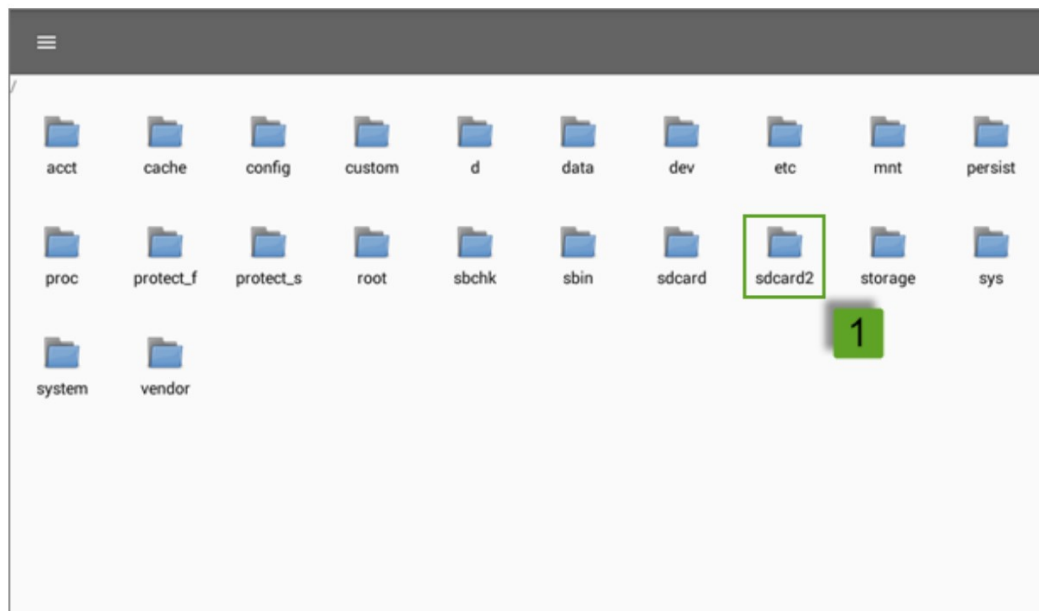 /
acct cache config custom d data dev etc mnt persist
proc protect_f protect_s root sbchk sbin sdcard sdcard2 storage sys
1
system vendor